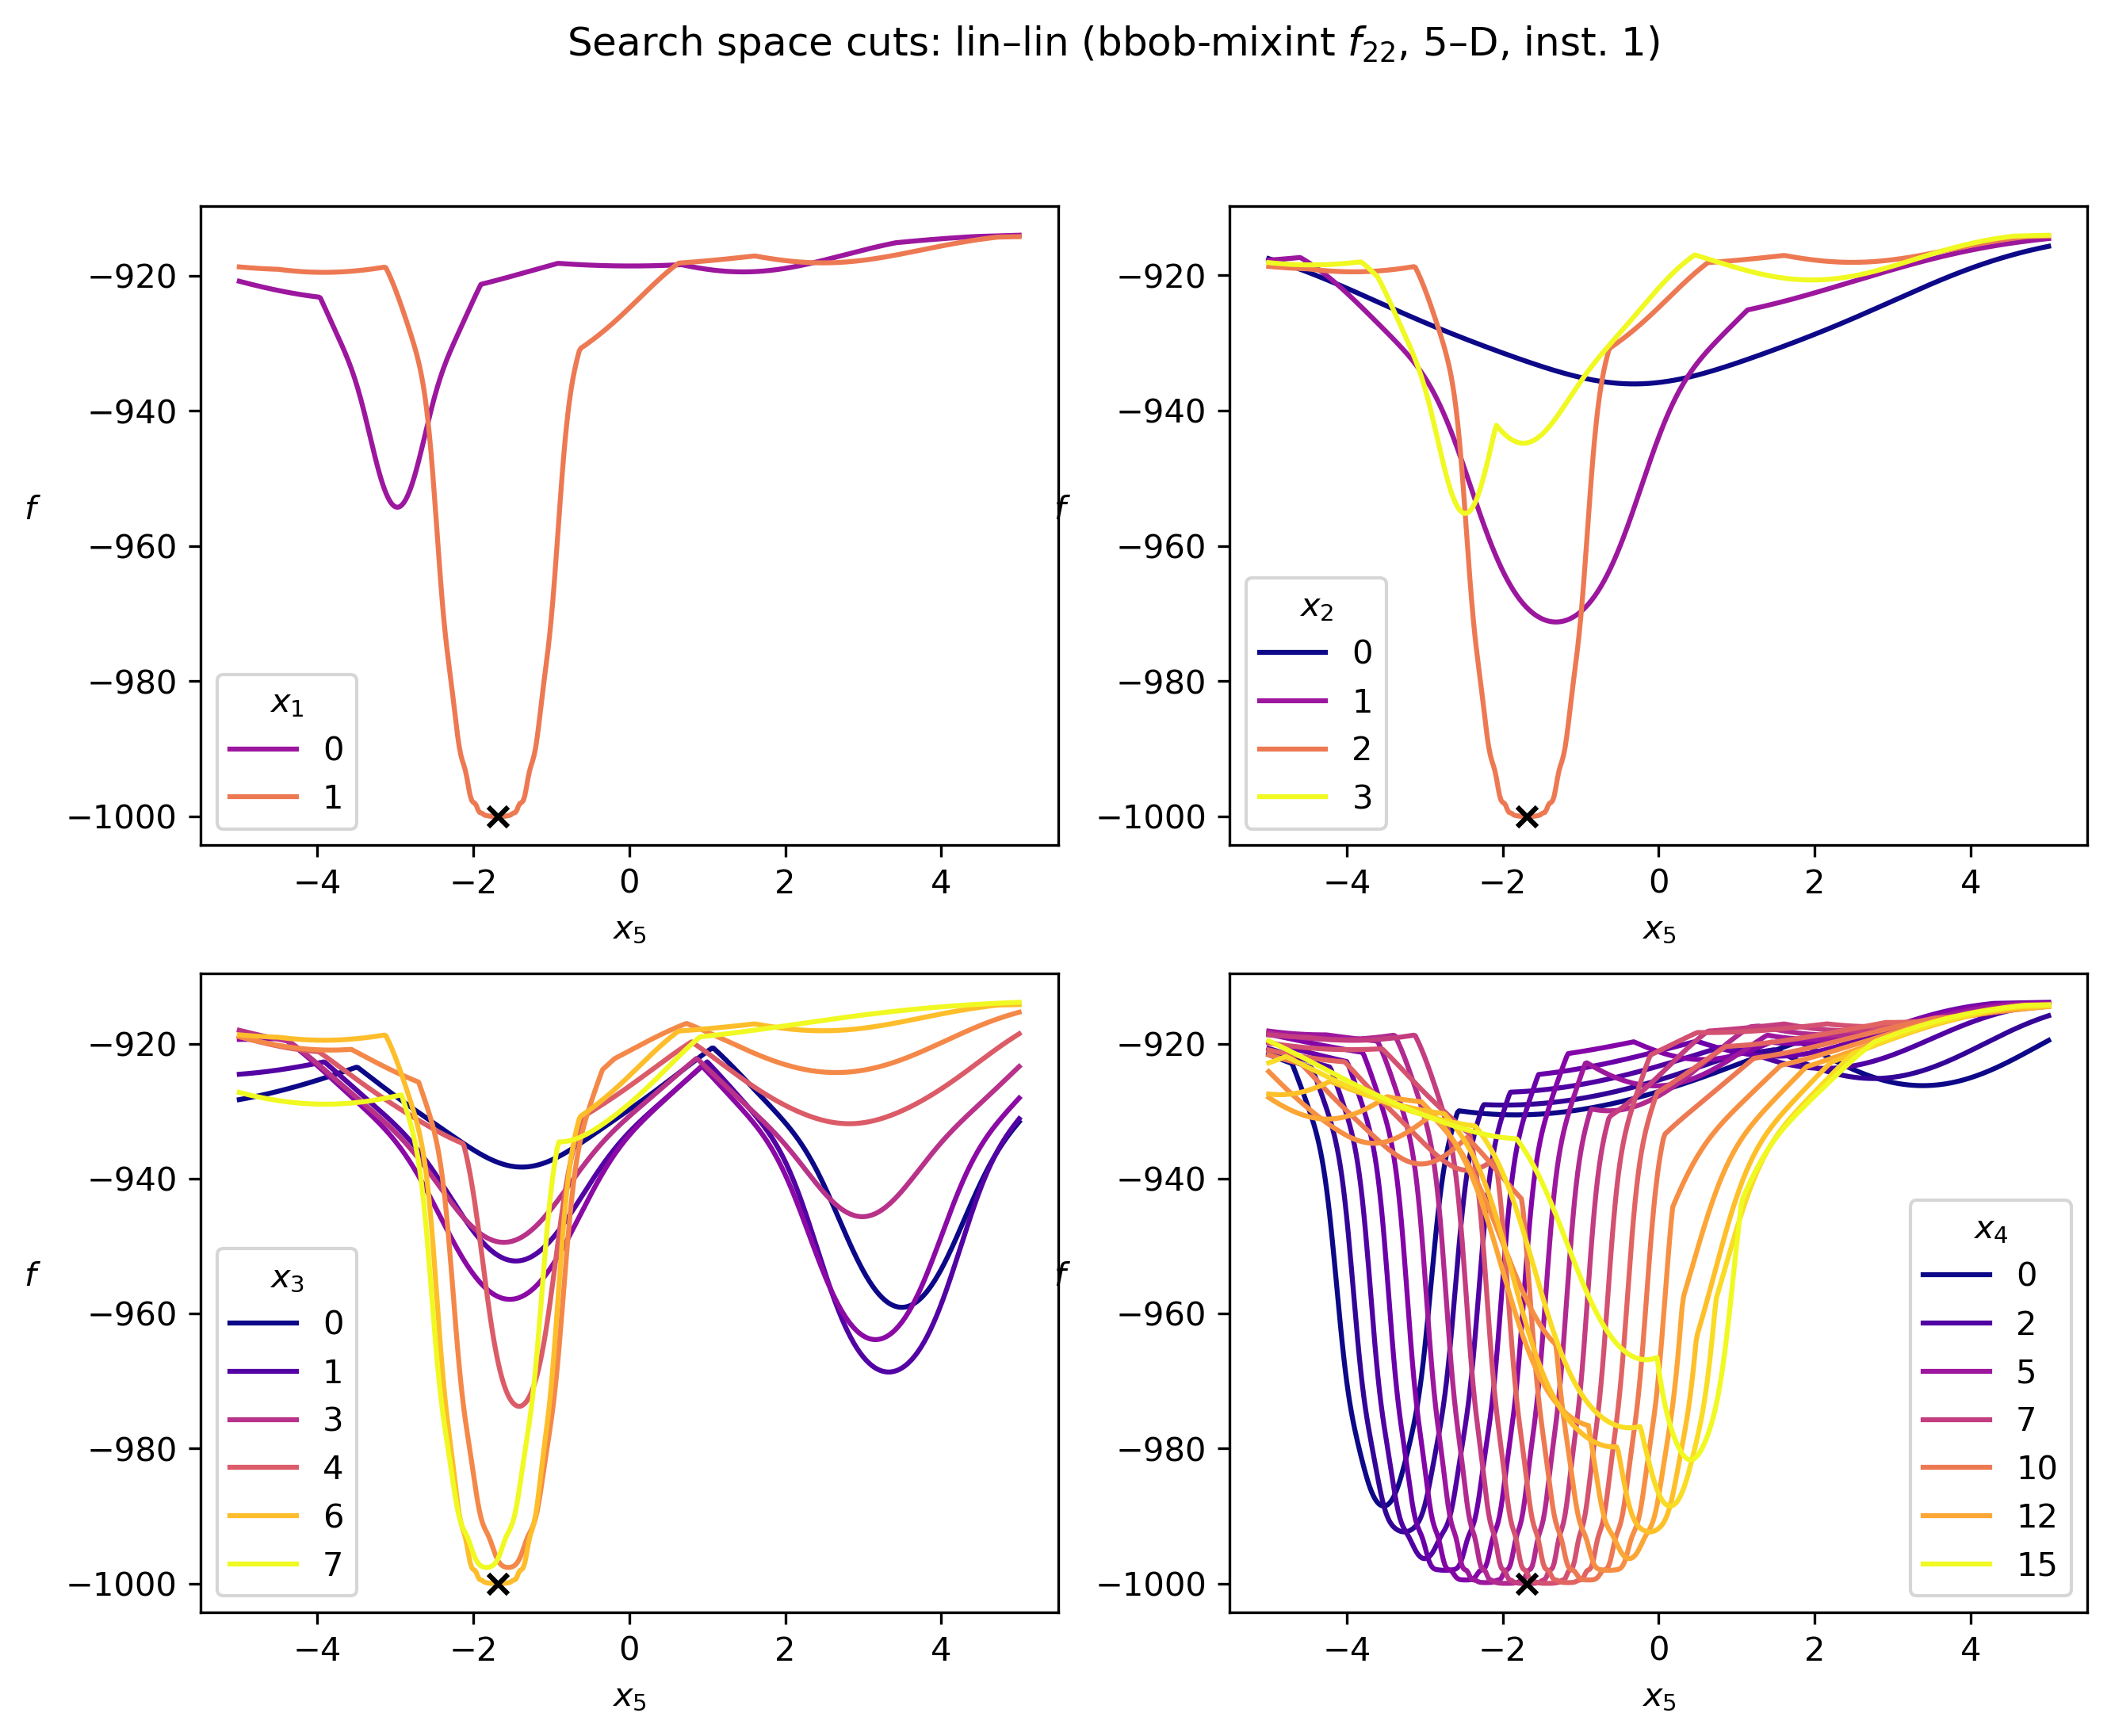 Search space cuts: lin–lin (bbob-mixint f₂₂, 5–D, inst. 1)
−920
−940
−960
−980
−1000
f
−4 −2 0 2 4
x₅
x₁
0
1
−920
−940
−960
−980
−1000
f
−4 −2 0 2 4
x₅
x₂
0
1
2
3
−920
−940
−960
−980
−1000
f
−4 −2 0 2 4
x₅
x₃
0
1
3
4
6
7
−920
−940
−960
−980
−1000
f
−4 −2 0 2 4
x₅
x₄
0
2
5
7
10
12
15